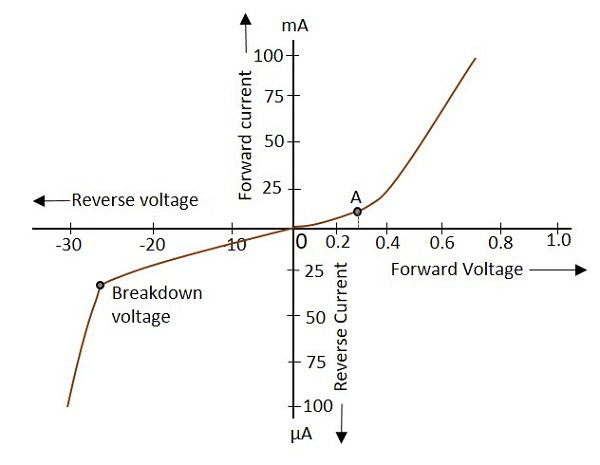 mA
Forward current
100
75
50
25
A
Reverse voltage
-30
-20
-10
0
0.2
0.4
0.6
0.8
1.0
Forward Voltage
Breakdown
voltage
25
50
75
100
Reverse Current
μA